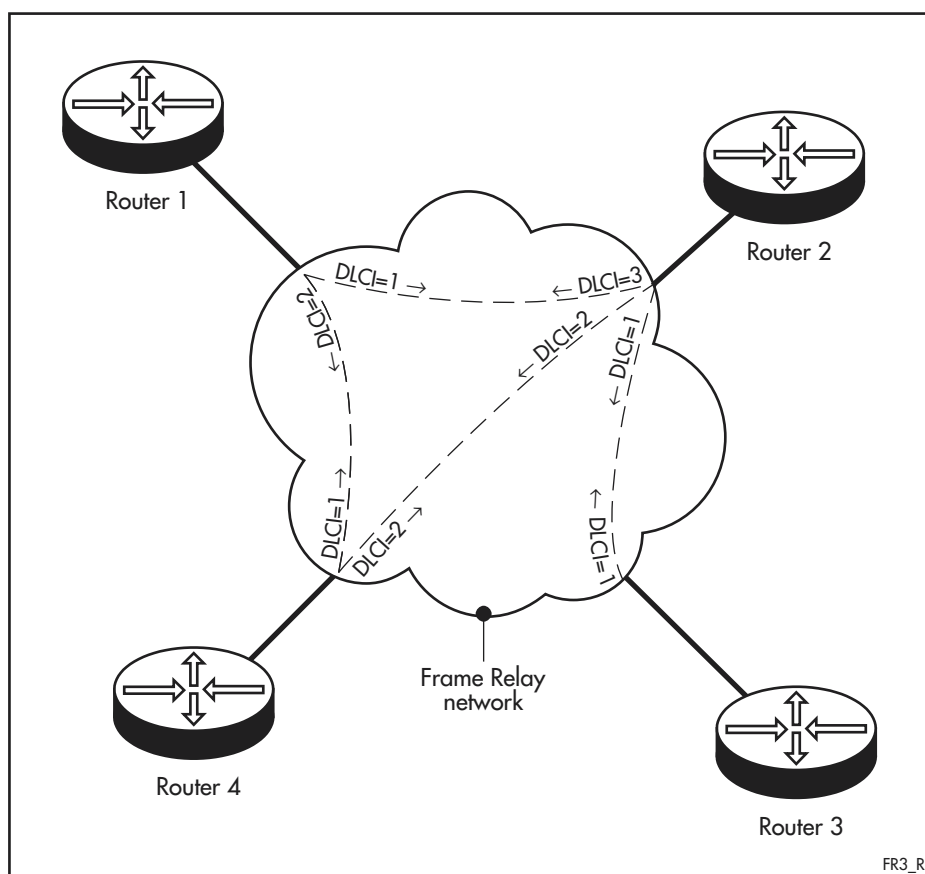 Router 1
Router 2
DLCI=1 →
← DLCI=3
← DLCI=2
← DLCI=2
← DLCI=1
DLCI=1 →
DLCI=2 →
← DLCI=1
Frame Relay
network
Router 4
Router 3
FR3_R